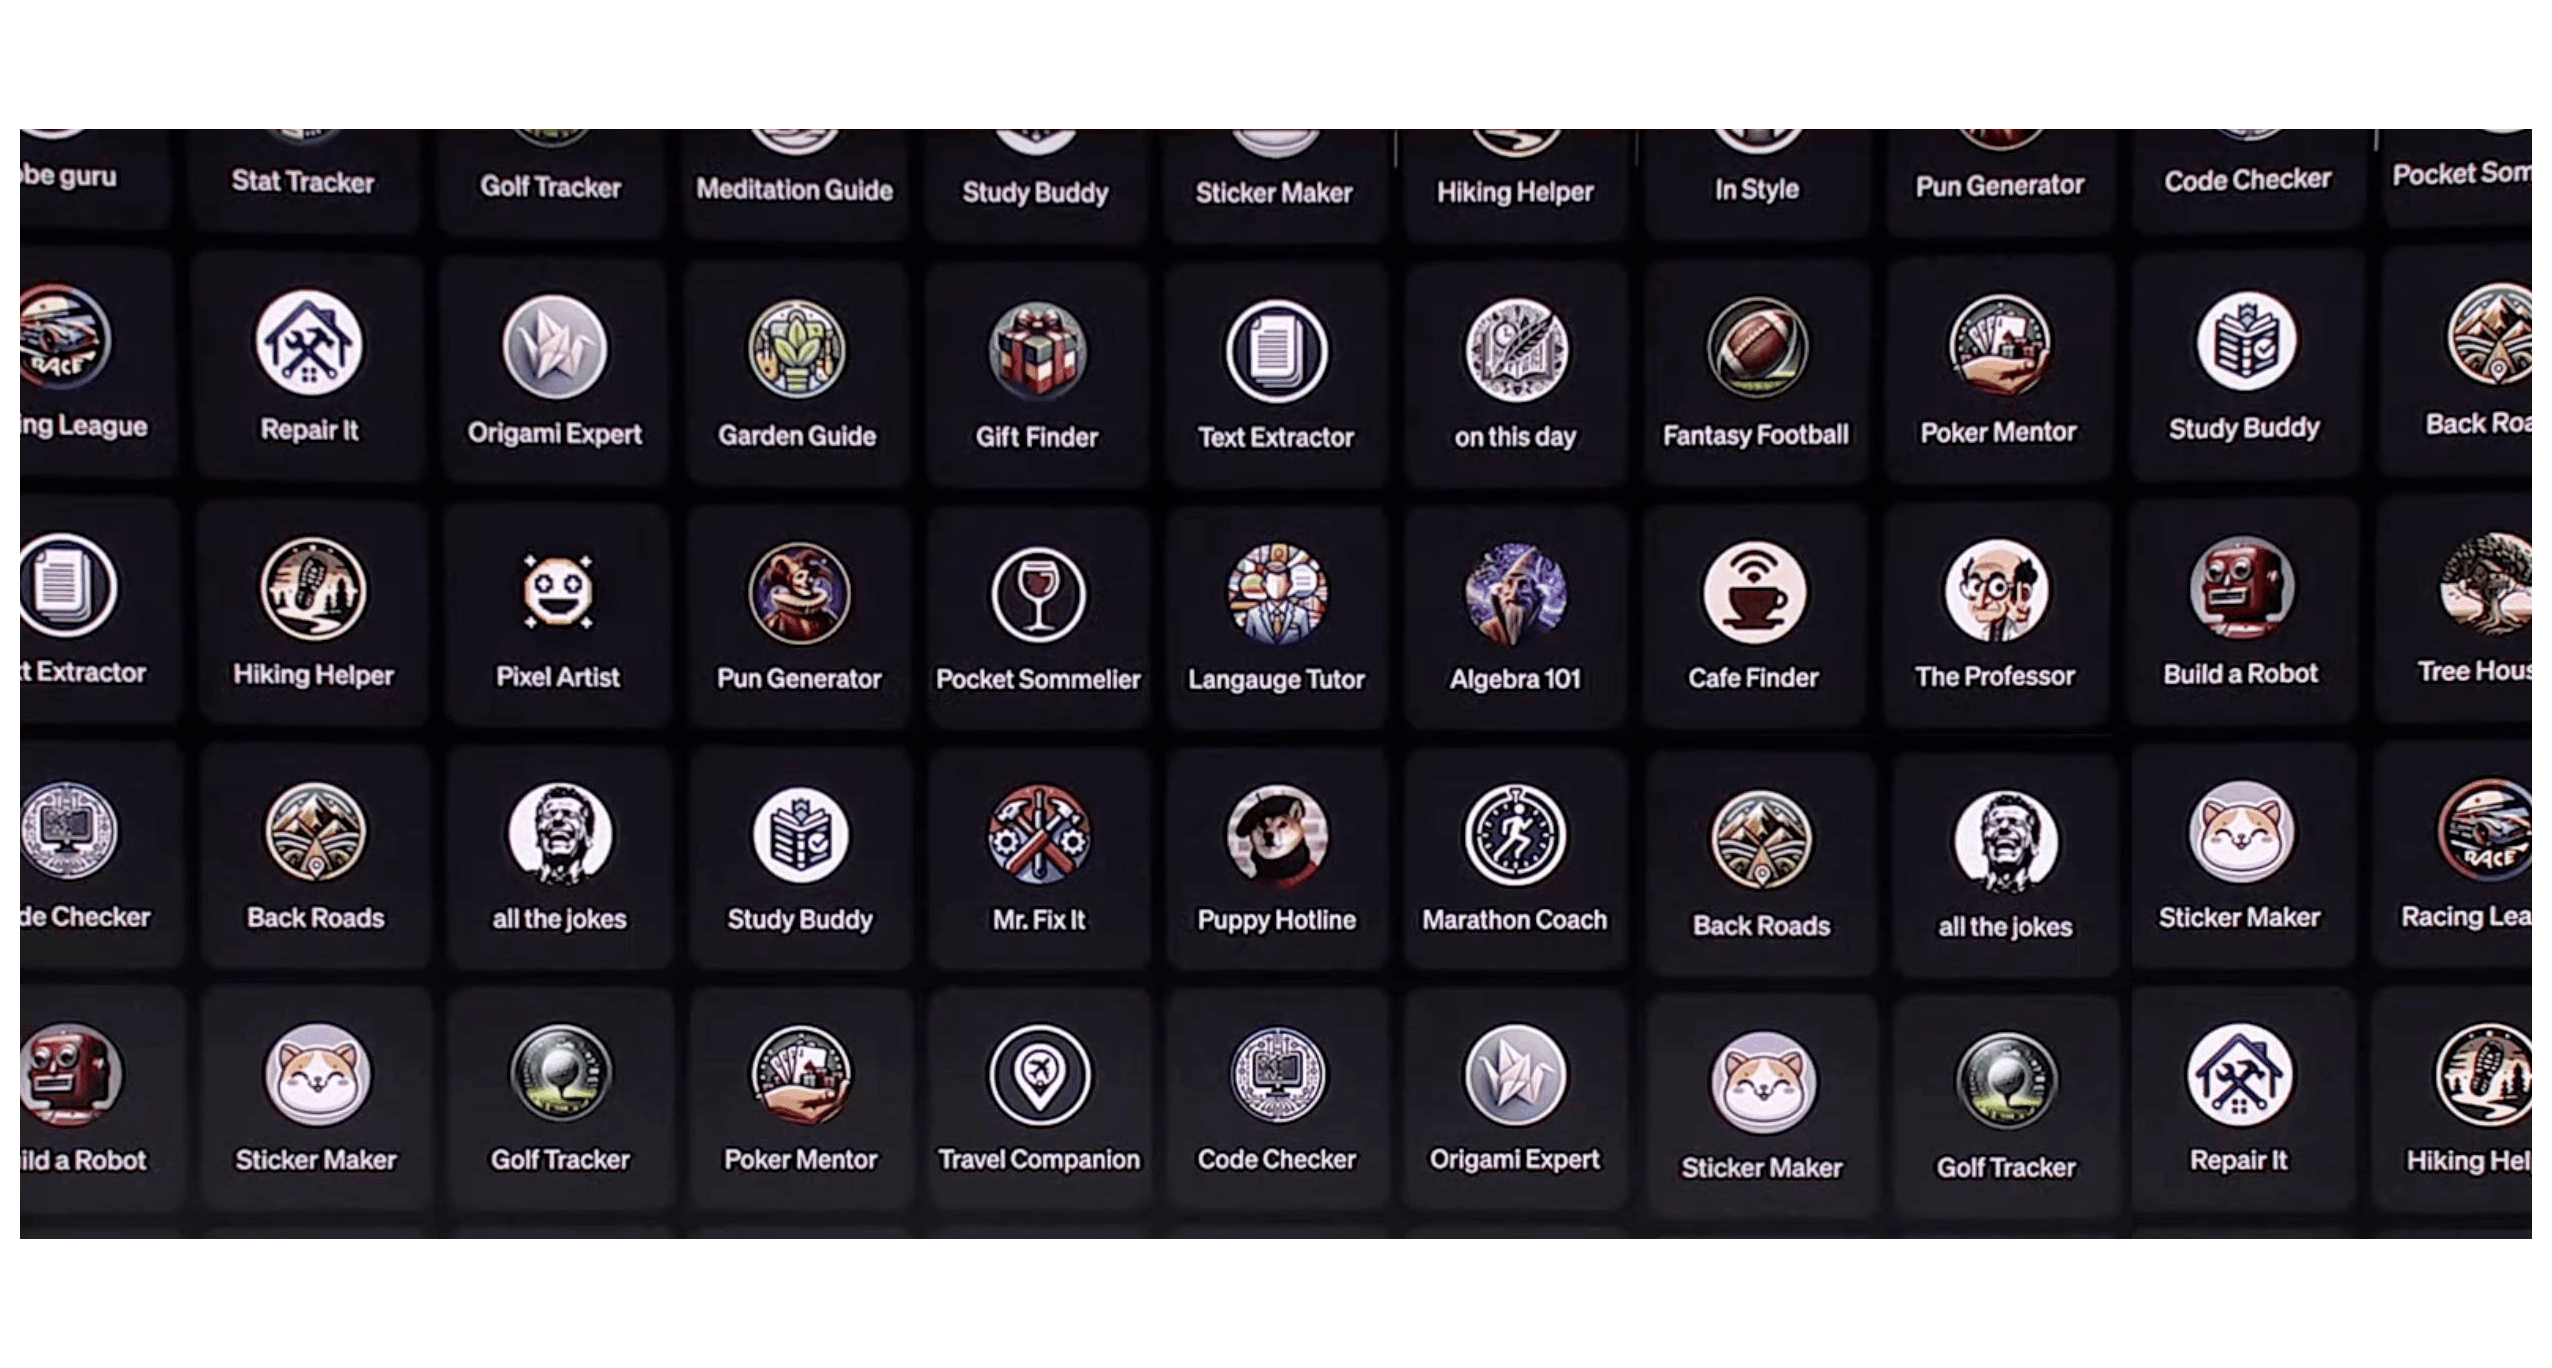 be guru Stat Tracker Golf Tracker Meditation Guide Study Buddy Sticker Maker Hiking Helper In Style Pun Generator Code Checker Pocket Som
RACE
ing League Repair It Origami Expert Garden Guide Gift Finder Text Extractor on this day Fantasy Football Poker Mentor Study Buddy Back Roa
t Extractor Hiking Helper Pixel Artist Pun Generator Pocket Sommelier Langauge Tutor Algebra 101 Cafe Finder The Professor Build a Robot Tree Hous
RACE
de Checker Back Roads all the jokes Study Buddy Mr. Fix It Puppy Hotline Marathon Coach Back Roads all the jokes Sticker Maker Racing Lea
ild a Robot Sticker Maker Golf Tracker Poker Mentor Travel Companion Code Checker Origami Expert Sticker Maker Golf Tracker Repair It Hiking Hel